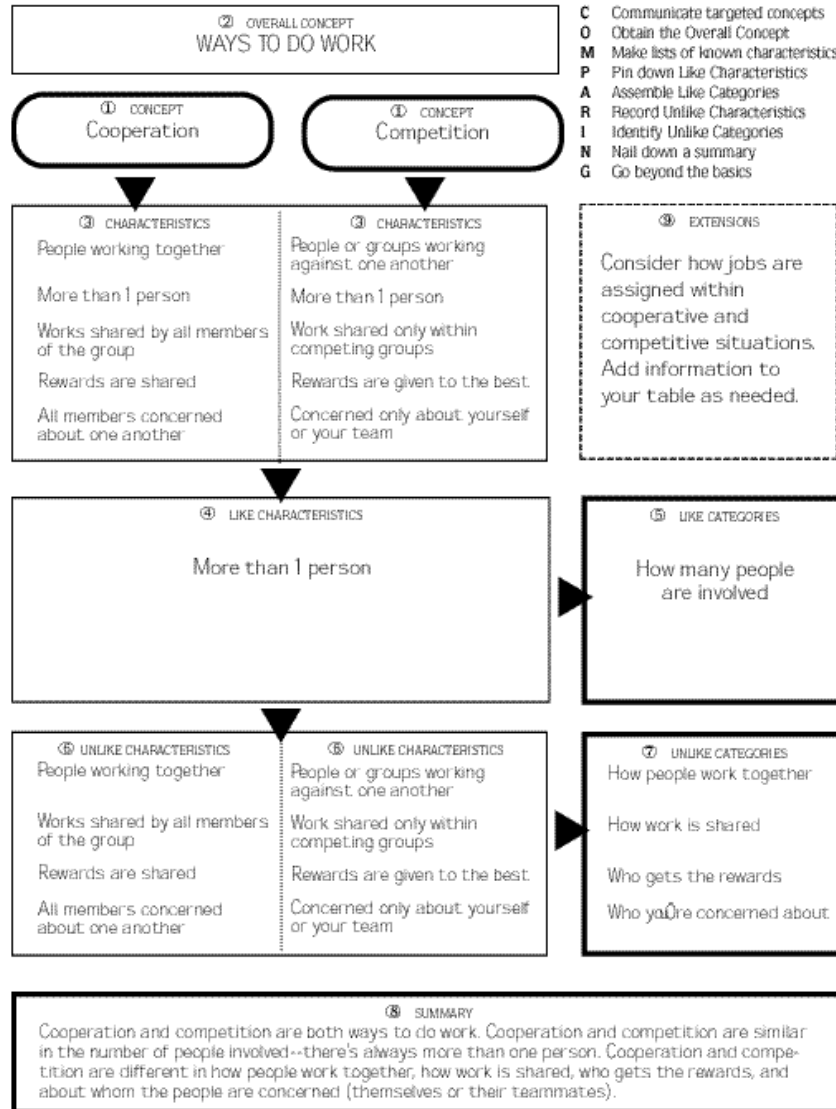 ② OVERALL CONCEPT
WAYS TO DO WORK
C Communicate targeted concepts
O Obtain the Overall Concept
M Make lists of known characteristics
P Pin down Like Characteristics
A Assemble Like Categories
R Record Unlike Characteristics
I Identify Unlike Categories
N Nail down a summary
G Go beyond the basics
① CONCEPT
Cooperation
① CONCEPT
Competition
③ CHARACTERISTICS
People working together
More than 1 person
Works shared by all members
of the group
Rewards are shared
All members concerned
about one another
③ CHARACTERISTICS
People or groups working
against one another
More than 1 person
Work shared only within
competing groups
Rewards are given to the best
Concerned only about yourself
or your team
⑨ EXTENSIONS
Consider how jobs are
assigned within
cooperative and
competitive situations.
Add information to
your table as needed.
④ LIKE CHARACTERISTICS
More than 1 person
⑤ LIKE CATEGORIES
How many people
are involved
⑥ UNLIKE CHARACTERISTICS
People working together
Works shared by all members
of the group
Rewards are shared
All members concerned
about one another
⑥ UNLIKE CHARACTERISTICS
People or groups working
against one another
Work shared only within
competing groups
Rewards are given to the best
Concerned only about yourself
or your team
⑦ UNLIKE CATEGORIES
How people work together
How work is shared
Who gets the rewards
Who youÛre concerned about
⑧ SUMMARY
Cooperation and competition are both ways to do work. Cooperation and competition are similar
in the number of people involved--there's always more than one person. Cooperation and compe-
tition are different in how people work together, how work is shared, who gets the rewards, and
about whom the people are concerned (themselves or their teammates).